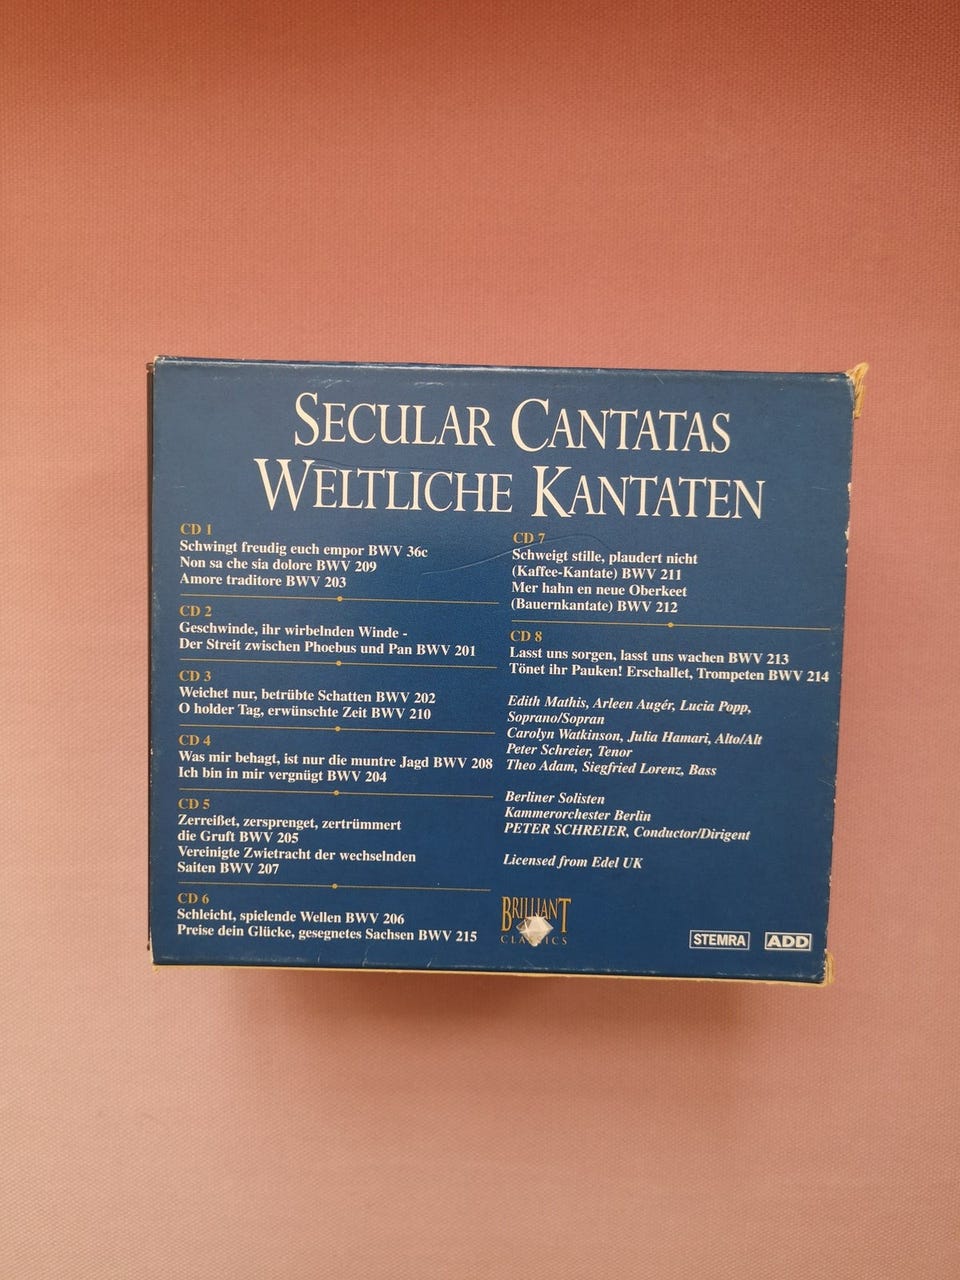 SECULAR CANTATAS
WELTLICHE KANTATEN
CD 1
Schwingt freudig euch empor BWV 36c
Non sa che sia dolore BWV 209
Amore traditore BWV 203
CD 2
Geschwinde, ihr wirbelnden Winde -
Der Streit zwischen Phoebus und Pan BWV 201
CD 3
Weichet nur, betrübte Schatten BWV 202
O holder Tag, erwünschte Zeit BWV 210
CD 4
Was mir behagt, ist nur die muntre Jagd BWV 208
Ich bin in mir vergnügt BWV 204
CD 5
Zerreißet, zersprenget, zertrümmert
die Gruft BWV 205
Vereinigte Zwietracht der wechselnden
Saiten BWV 207
CD 6
Schleicht, spielende Wellen BWV 206
Preise dein Glücke, gesegnetes Sachsen BWV 215
CD 7
Schweigt stille, plaudert nicht
(Kaffee-Kantate) BWV 211
Mer hahn en neue Oberkeet
(Bauernkantate) BWV 212
CD 8
Lasst uns sorgen, lasst uns wachen BWV 213
Tönet ihr Pauken! Erschallet, Trompeten BWV 214
Edith Mathis, Arleen Augér, Lucia Popp,
Soprano/Sopran
Carolyn Watkinson, Julia Hamari, Alto/Alt
Peter Schreier, Tenor
Theo Adam, Siegfried Lorenz, Bass
Berliner Solisten
Kammerorchester Berlin
PETER SCHREIER, Conductor/Dirigent
Licensed from Edel UK
BRILLIANT
CLASSICS
STEMRA ADD